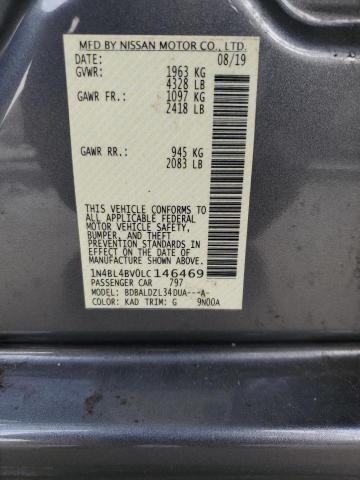 MFD BY NISSAN MOTOR CO., LTD.
DATE: 08/19
GVWR: 1963 KG
4328 LB
GAWR FR.: 1097 KG
2418 LB
GAWR RR.: 945 KG
2083 LB
THIS VEHICLE CONFORMS TO
ALL APPLICABLE FEDERAL
MOTOR VEHICLE SAFETY,
BUMPER, AND THEFT
PREVENTION STANDARDS IN
EFFECT ON THE DATE OF
MANUFACTURE SHOWN ABOVE.
1N4BL4BV0LC146469
PASSENGER CAR 797
MODEL: BDBALDZL34DUA---A-
COLOR: KAD TRIM: G 9N00A